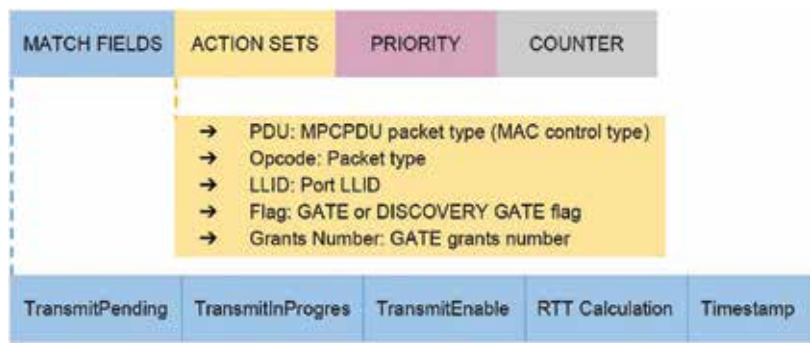 MATCH FIELDS ACTION SETS PRIORITY COUNTER
➔ PDU: MPCPDU packet type (MAC control type)
➔ Opcode: Packet type
➔ LLID: Port LLID
➔ Flag: GATE or DISCOVERY GATE flag
➔ Grants Number: GATE grants number
TransmitPending TransmitInProgres TransmitEnable RTT Calculation Timestamp